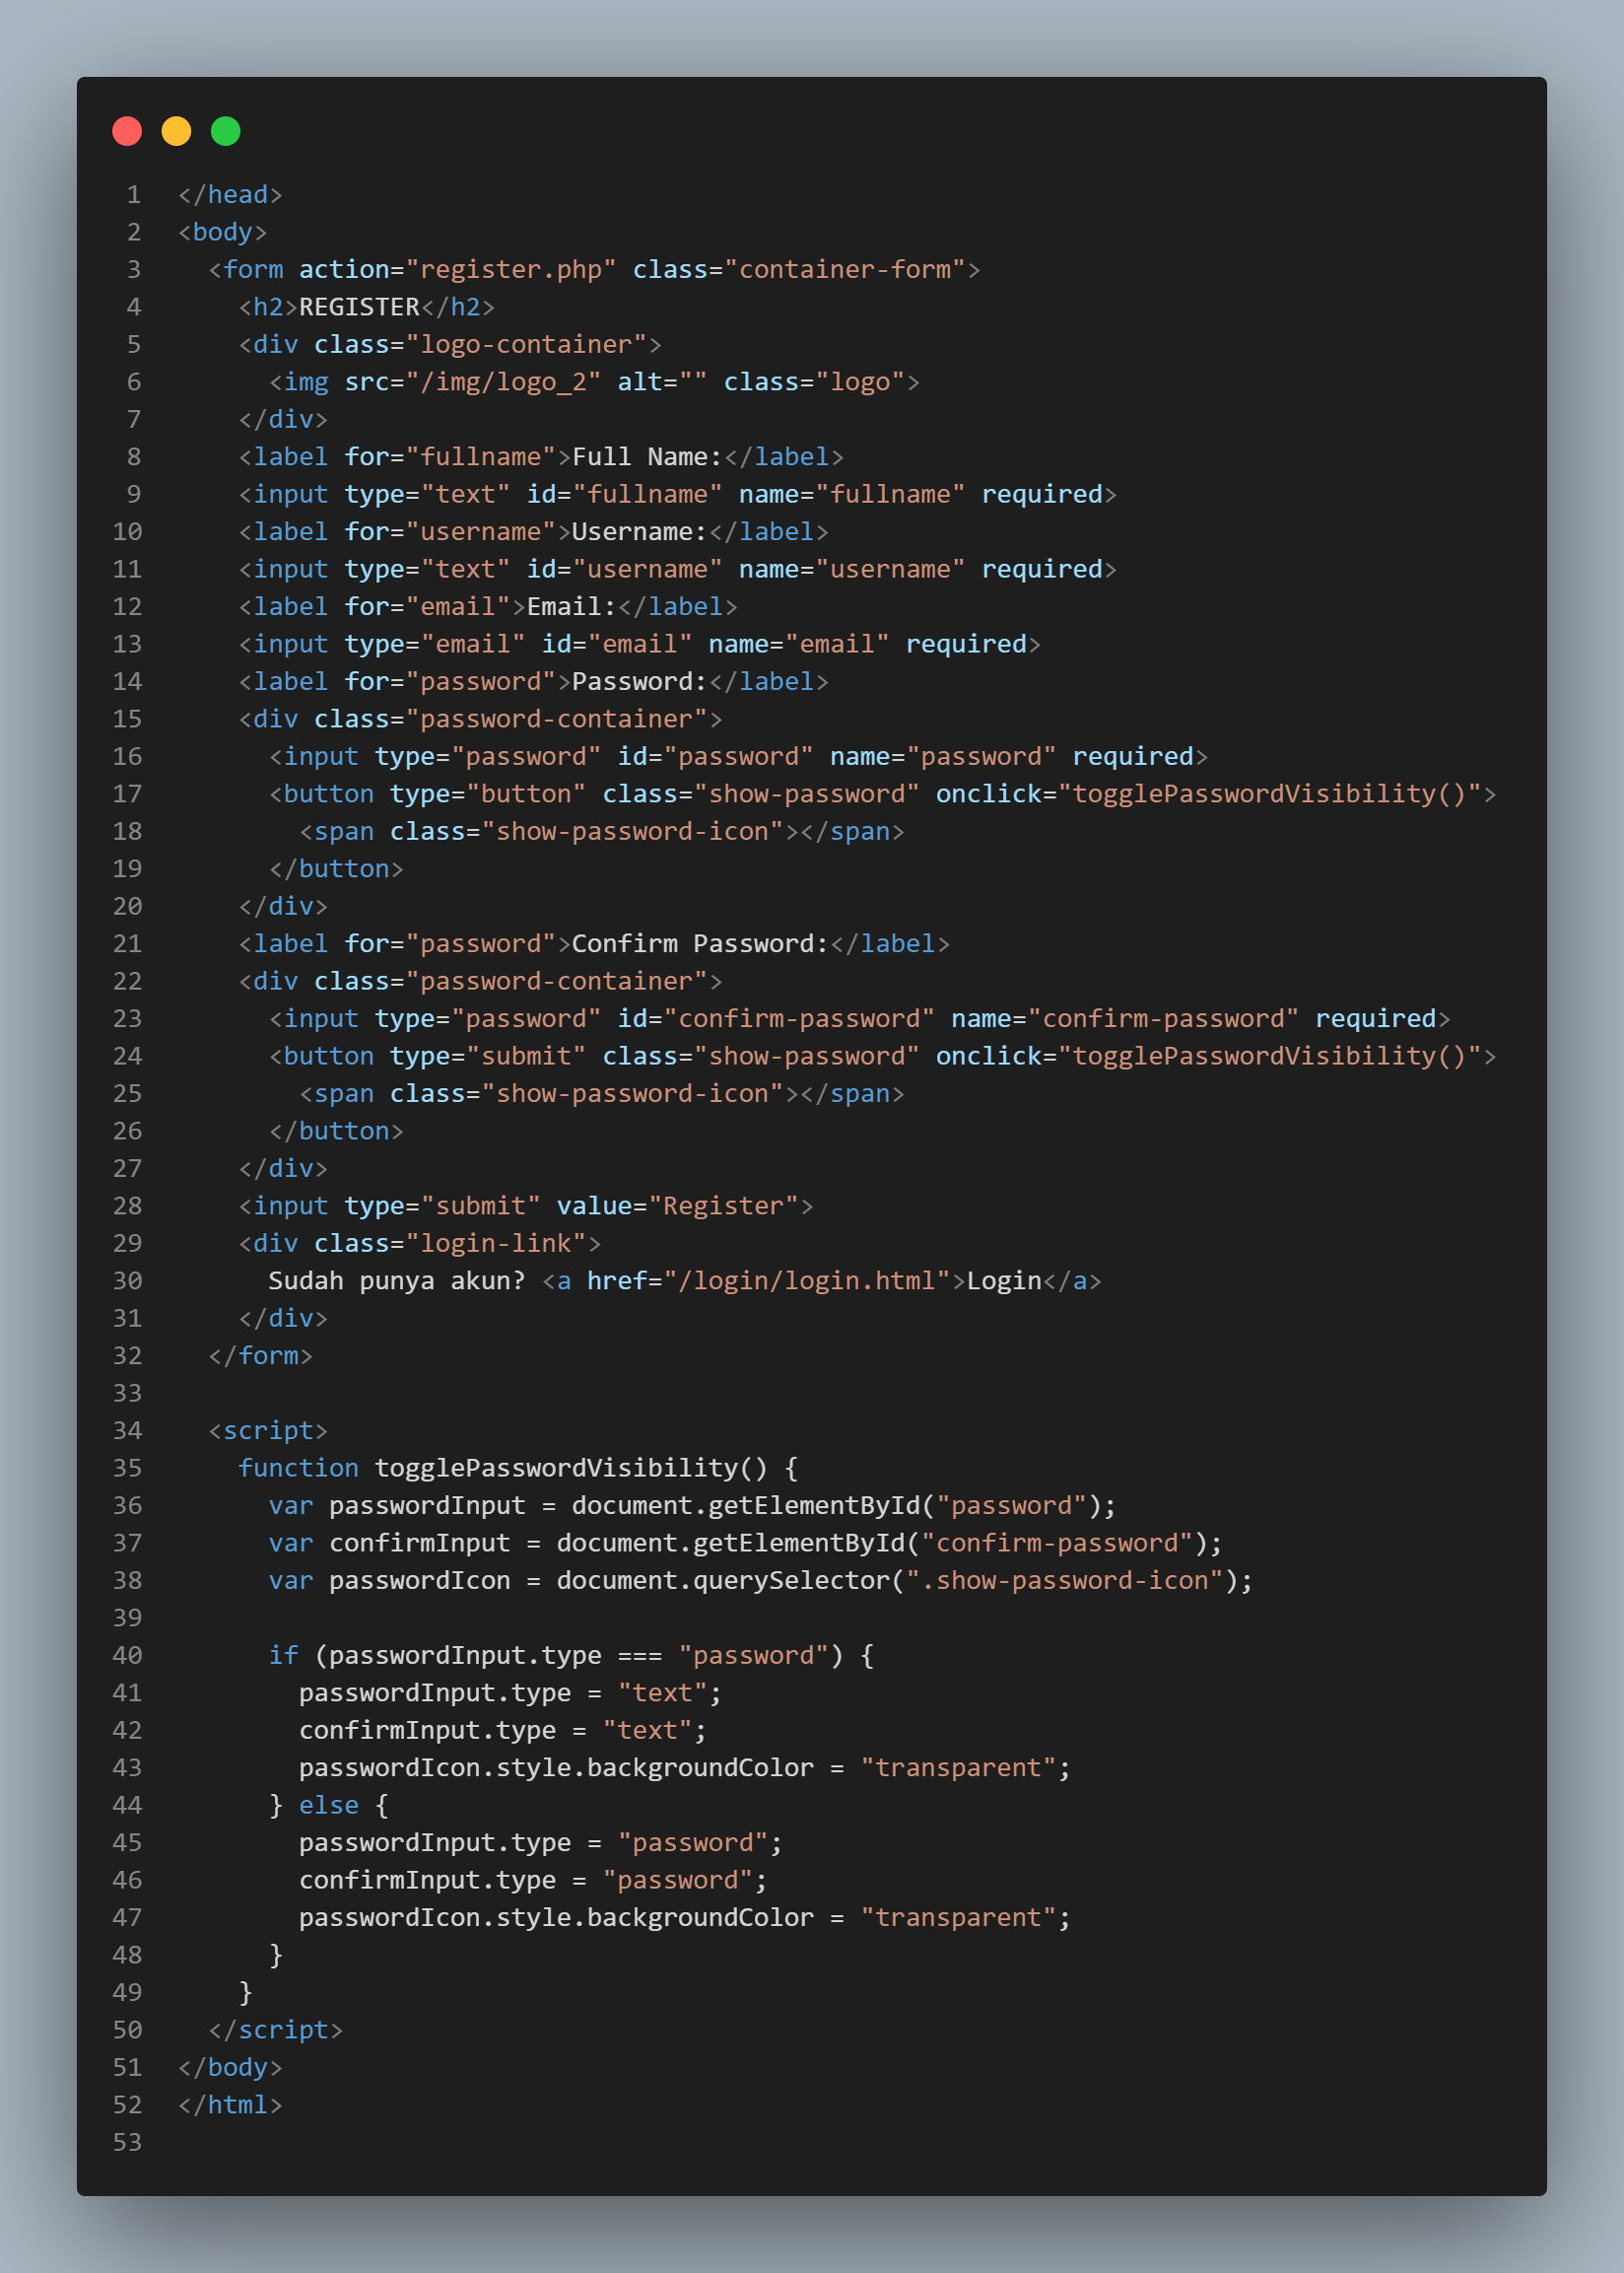 1 </head>
2 <body>
3   <form action="register.php" class="container-form">
4     <h2>REGISTER</h2>
5     <div class="logo-container">
6       <img src="/img/logo_2" alt="" class="logo">
7     </div>
8     <label for="fullname">Full Name:</label>
9     <input type="text" id="fullname" name="fullname" required>
10     <label for="username">Username:</label>
11     <input type="text" id="username" name="username" required>
12     <label for="email">Email:</label>
13     <input type="email" id="email" name="email" required>
14     <label for="password">Password:</label>
15     <div class="password-container">
16       <input type="password" id="password" name="password" required>
17       <button type="button" class="show-password" onclick="togglePasswordVisibility()">
18         <span class="show-password-icon"></span>
19       </button>
20     </div>
21     <label for="password">Confirm Password:</label>
22     <div class="password-container">
23       <input type="password" id="confirm-password" name="confirm-password" required>
24       <button type="submit" class="show-password" onclick="togglePasswordVisibility()">
25         <span class="show-password-icon"></span>
26       </button>
27     </div>
28     <input type="submit" value="Register">
29     <div class="login-link">
30       Sudah punya akun? <a href="/login/login.html">Login</a>
31     </div>
32   </form>
33
34   <script>
35     function togglePasswordVisibility() {
36       var passwordInput = document.getElementById("password");
37       var confirmInput = document.getElementById("confirm-password");
38       var passwordIcon = document.querySelector(".show-password-icon");
39
40       if (passwordInput.type === "password") {
41         passwordInput.type = "text";
42         confirmInput.type = "text";
43         passwordIcon.style.backgroundColor = "transparent";
44       } else {
45         passwordInput.type = "password";
46         confirmInput.type = "password";
47         passwordIcon.style.backgroundColor = "transparent";
48       }
49     }
50   </script>
51 </body>
52 </html>
53